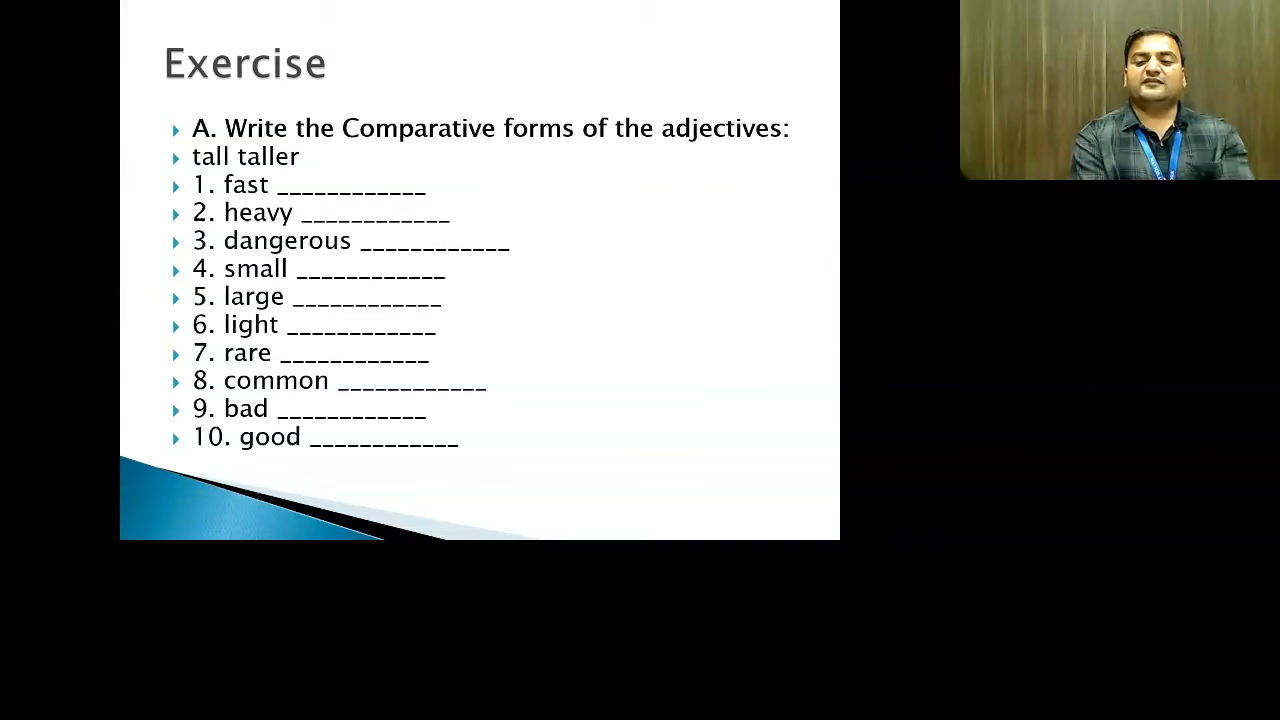 Exercise
A. Write the Comparative forms of the adjectives:
tall taller
1. fast ____________
2. heavy ____________
3. dangerous ____________
4. small ____________
5. large ____________
6. light ____________
7. rare ____________
8. common ____________
9. bad ____________
10. good ____________